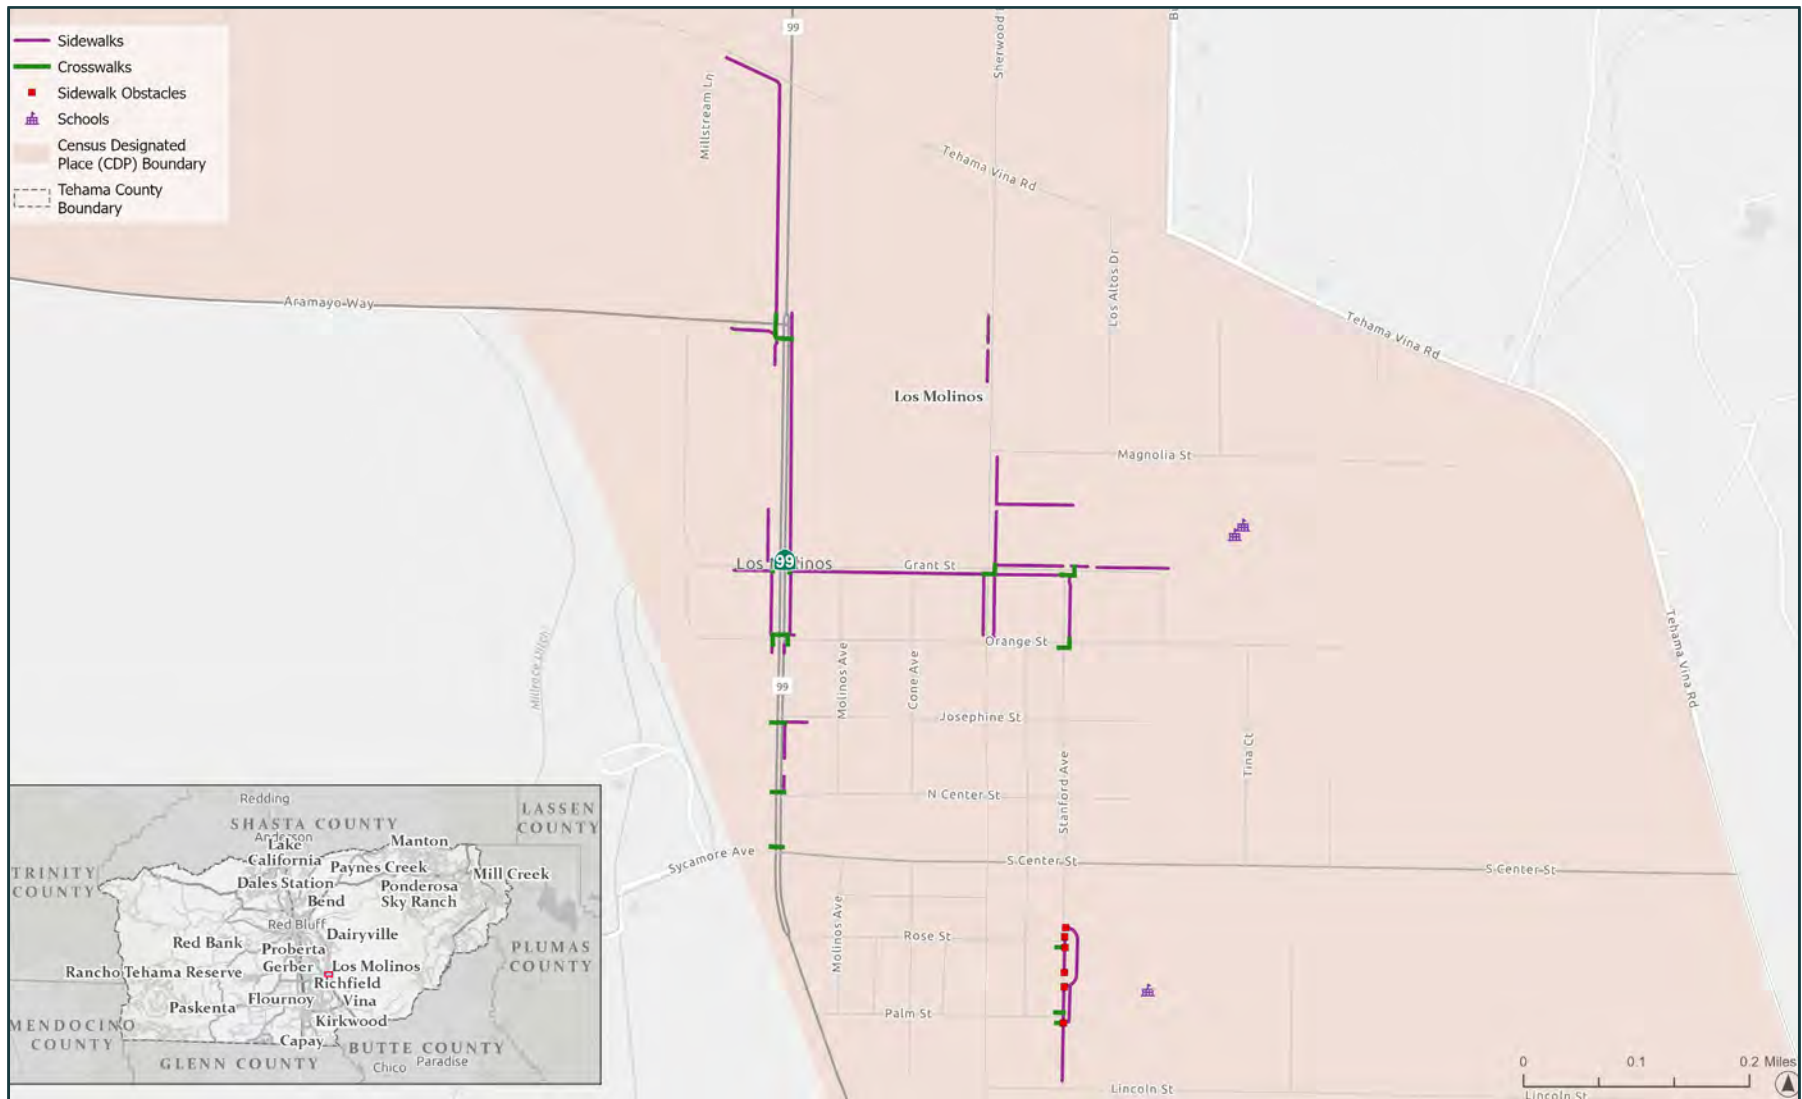 Sidewalks
Crosswalks
Sidewalk Obstacles
Schools
Census Designated
Place (CDP) Boundary
Tehama County
Boundary
99
Sherwood
Millstream Ln
Tehama Vina Rd
Los Altos Dr
Aramayo Way
Tehama Vina Rd
Los Molinos
Magnolia St
99
Grant St
Orange St
Millrace (Ditch)
Molinos Ave
Cone Ave
99
Josephine St
Tehama Vina Rd
Tina Ct
Stanford Ave
N Center St
Sycamore Ave
S Center St
S Center St
Molinos Ave
Rose St
Palm St
Lincoln St
Lincoln St
0 0.1 0.2 Miles
Redding
SHASTA COUNTY
LASSEN
COUNTY
Anderson
Lake
California
Manton
Paynes Creek
TRINITY
COUNTY
Mill Creek
Dales Station
Ponderosa
Sky Ranch
Bend
Red Bluff
Dairyville
Red Bank
Proberta
PLUMAS
COUNTY
Gerber
Los Molinos
Rancho Tehama Reserve
Richfield
Flournoy
Vina
Paskenta
Kirkwood
MENDOCINO
COUNTY
Capay
BUTTE COUNTY
GLENN COUNTY
Chico
Paradise